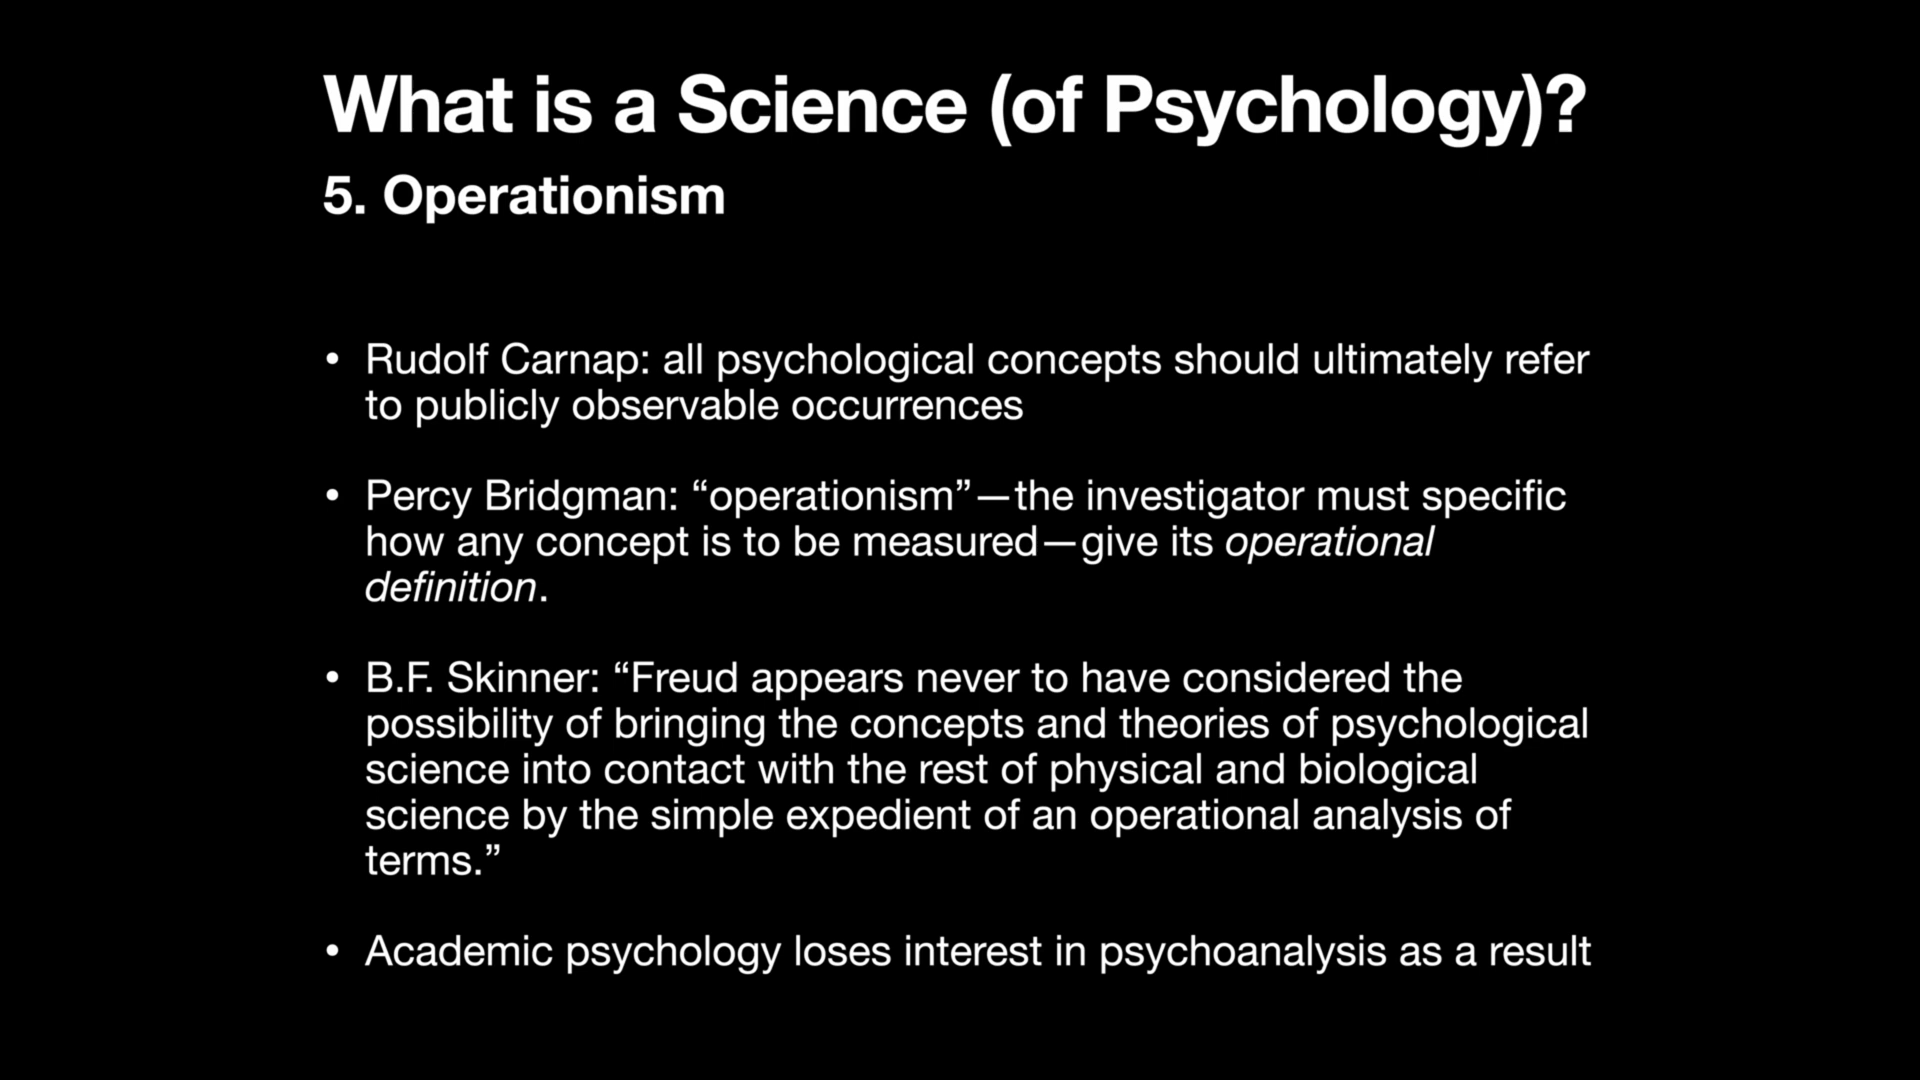 What is a Science (of Psychology)?
5. Operationism
• Rudolf Carnap: all psychological concepts should ultimately refer
to publicly observable occurrences
• Percy Bridgman: “operationism”—the investigator must specific
how any concept is to be measured—give its operational
definition.
• B.F. Skinner: “Freud appears never to have considered the
possibility of bringing the concepts and theories of psychological
science into contact with the rest of physical and biological
science by the simple expedient of an operational analysis of
terms.”
• Academic psychology loses interest in psychoanalysis as a result